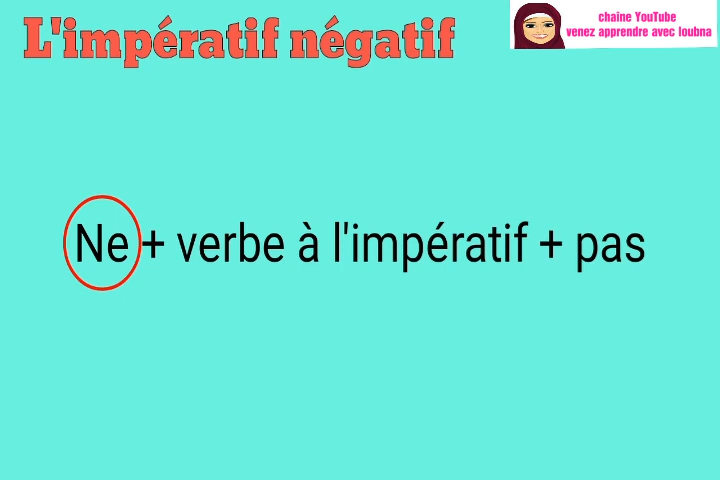 L'impératif négatif
chaine YouTube
venez apprendre avec loubna
Ne + verbe à l'impératif + pas